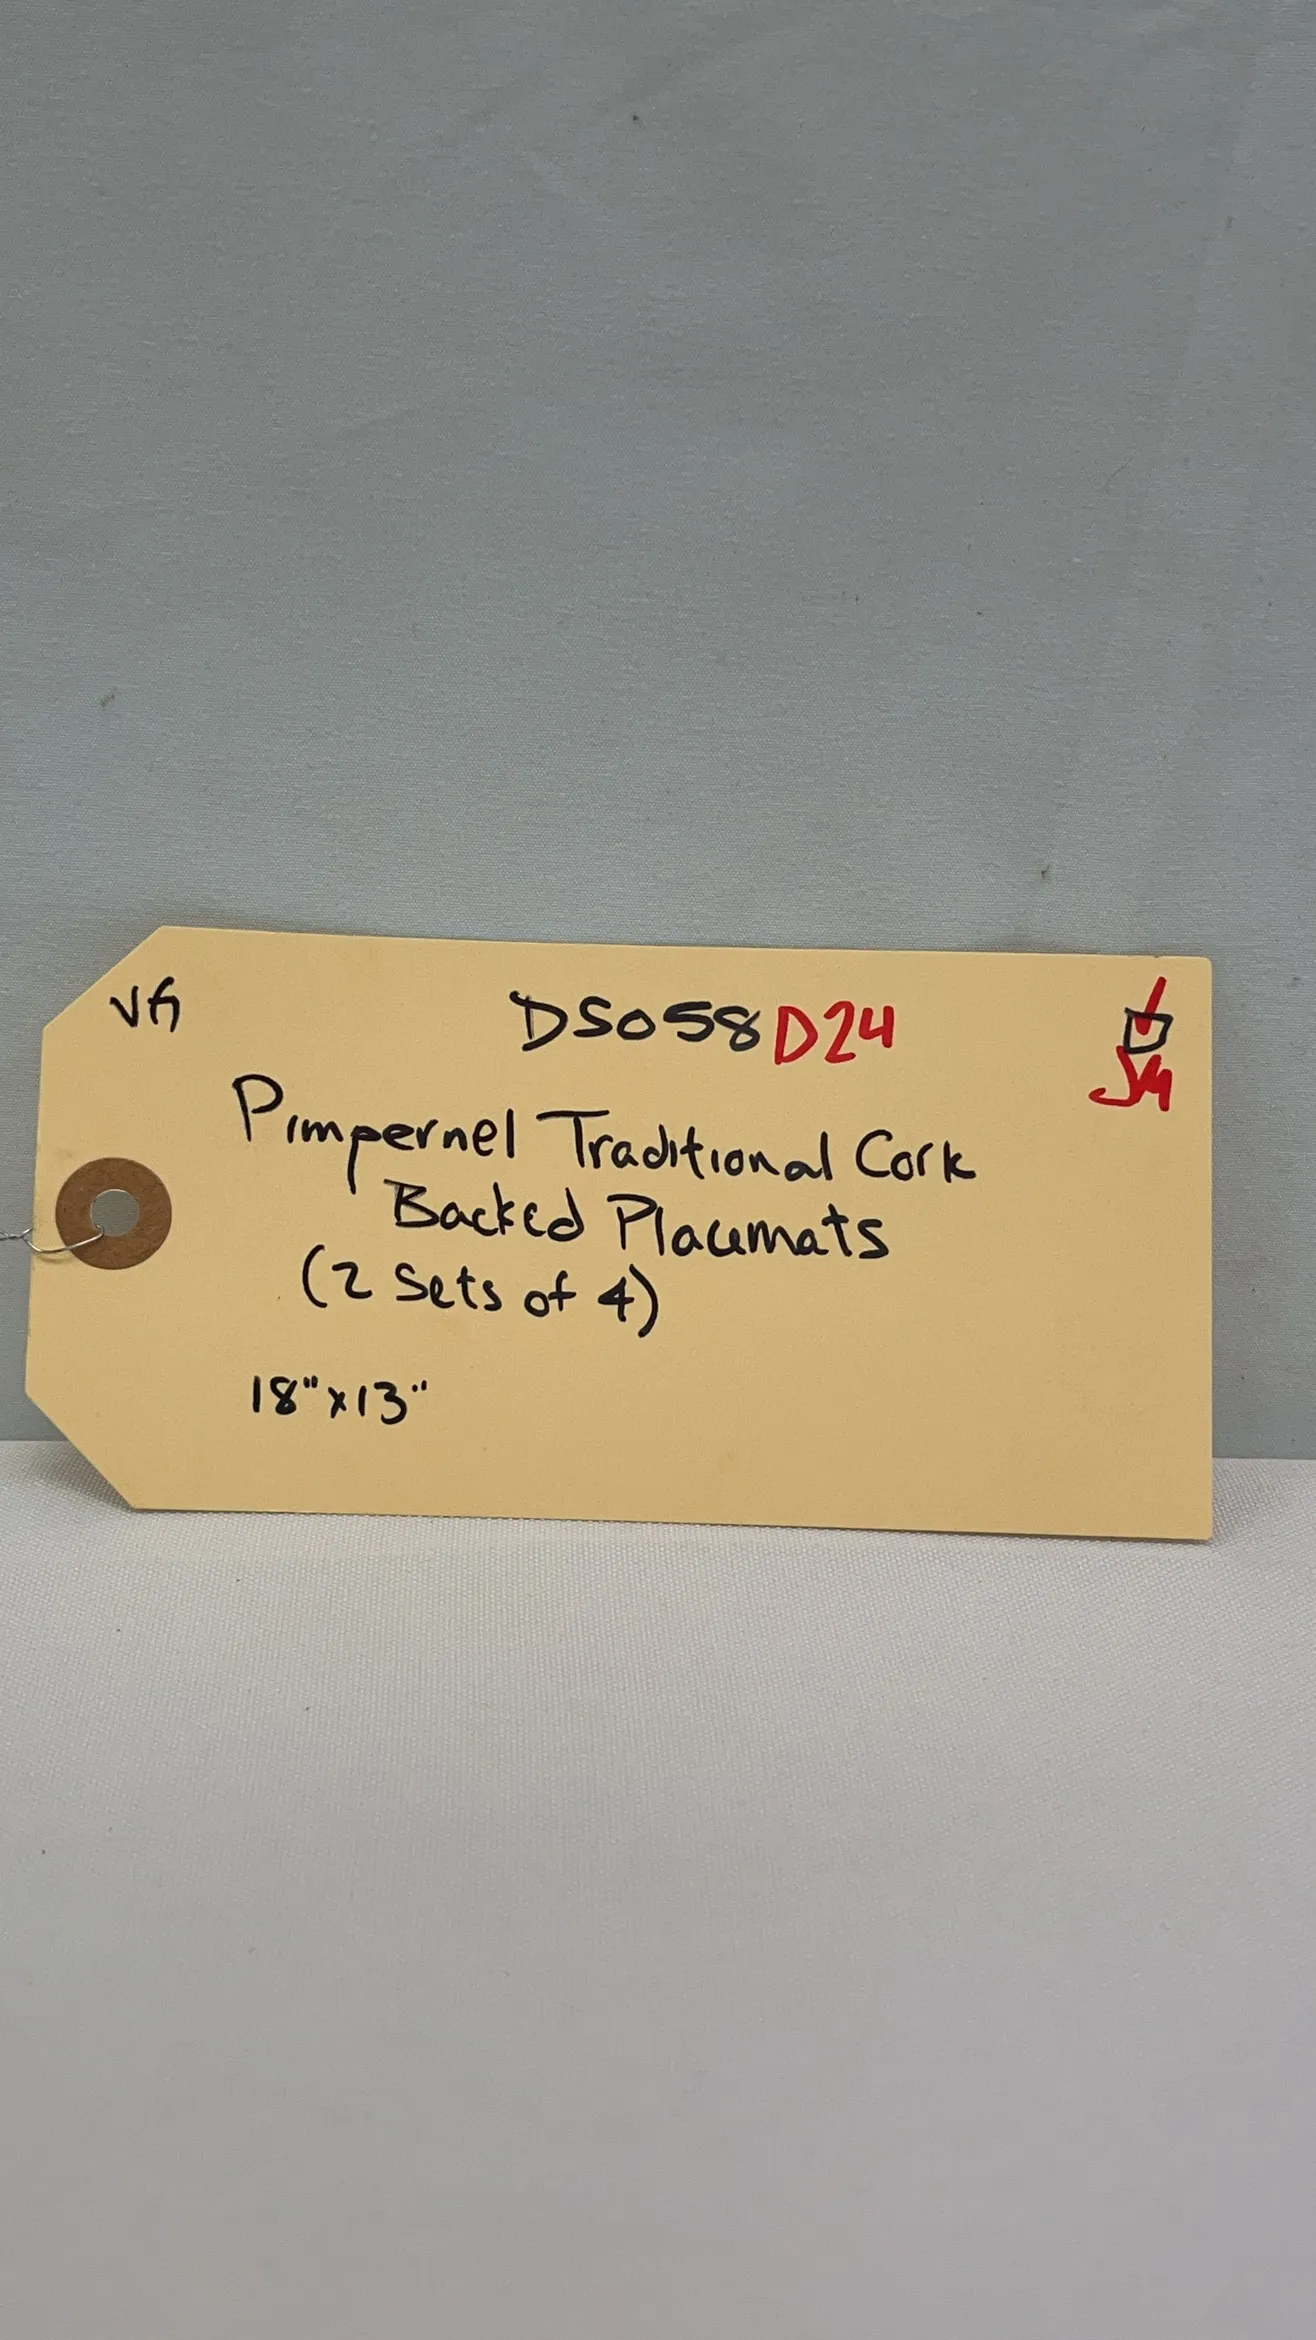 VG
DS058D24
Pimpernel Traditional Cork
Backed Placemats
(2 Sets of 4)
18"x13"